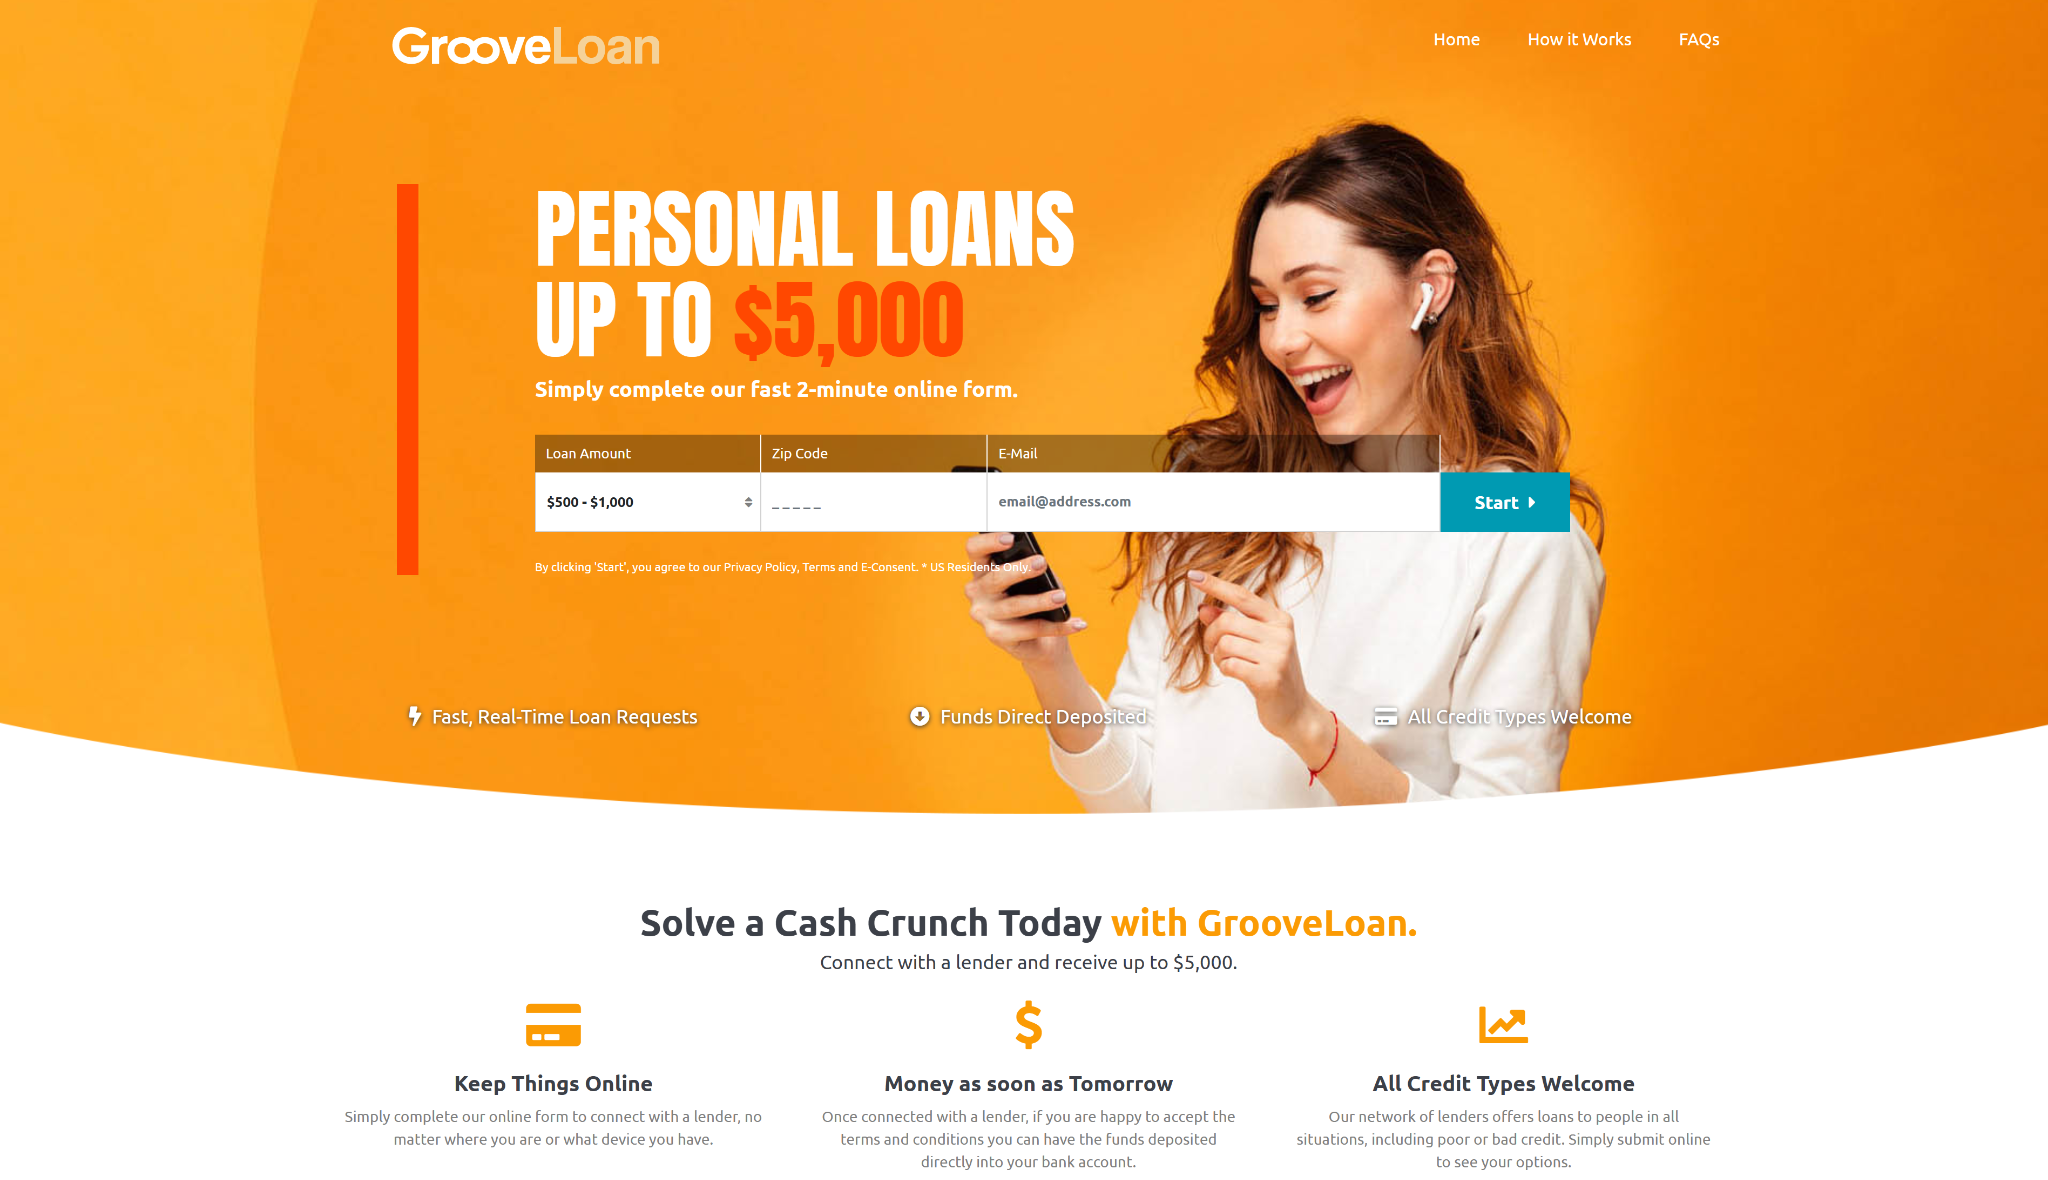 GrooveLoan
Home
How it Works
FAQs
PERSONAL LOANS
UP TO $5,000
Simply complete our fast 2-minute online form.
Loan Amount
Zip Code
E-Mail
$500 - $1,000
_ _ _ _ _
email@address.com
Start
By clicking 'Start', you agree to our Privacy Policy, Terms and E-Consent. * US Residents Only.
Fast, Real-Time Loan Requests
Funds Direct Deposited
All Credit Types Welcome
Solve a Cash Crunch Today with GrooveLoan.
Connect with a lender and receive up to $5,000.
Keep Things Online
Simply complete our online form to connect with a lender, no
matter where you are or what device you have.
Money as soon as Tomorrow
Once connected with a lender, if you are happy to accept the
terms and conditions you can have the funds deposited
directly into your bank account.
All Credit Types Welcome
Our network of lenders offers loans to people in all
situations, including poor or bad credit. Simply submit online
to see your options.